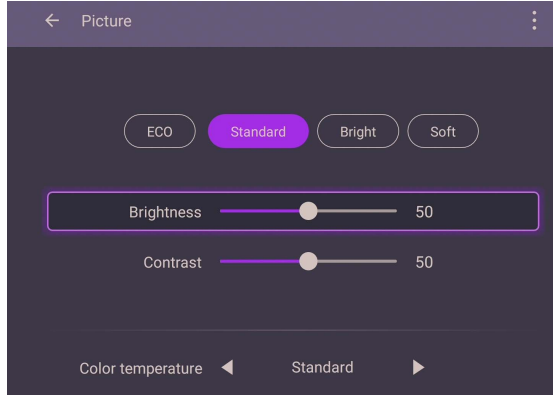 Picture
ECO Standard Bright Soft
Brightness 50
Contrast 50
Color temperature Standard